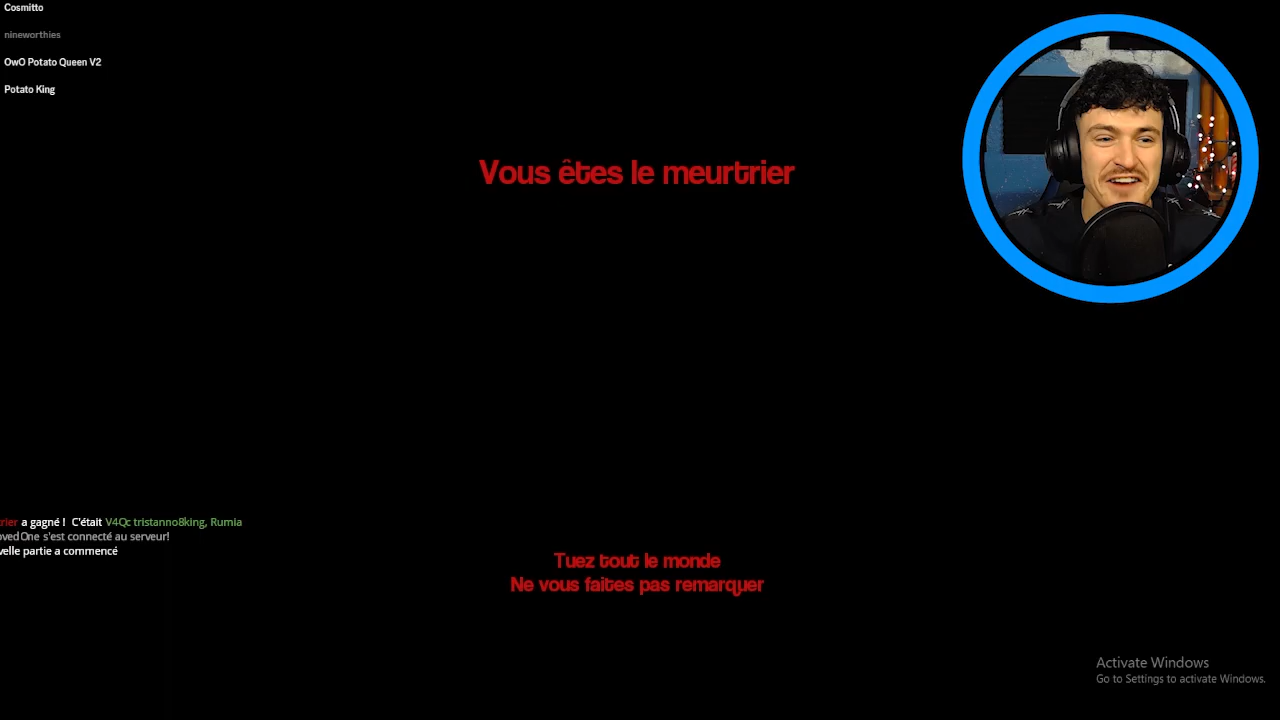 Cosmitto
nineworthies
OwO Potato Queen V2
Potato King
Vous êtes le meurtrier
a gagné ! C'était V4Qc tristanno8king, Rumia
s'est connecté au serveur!
partie a commencé
Tuez tout le monde
Ne vous faites pas remarquer
Activate Windows
Go to Settings to activate Windows.